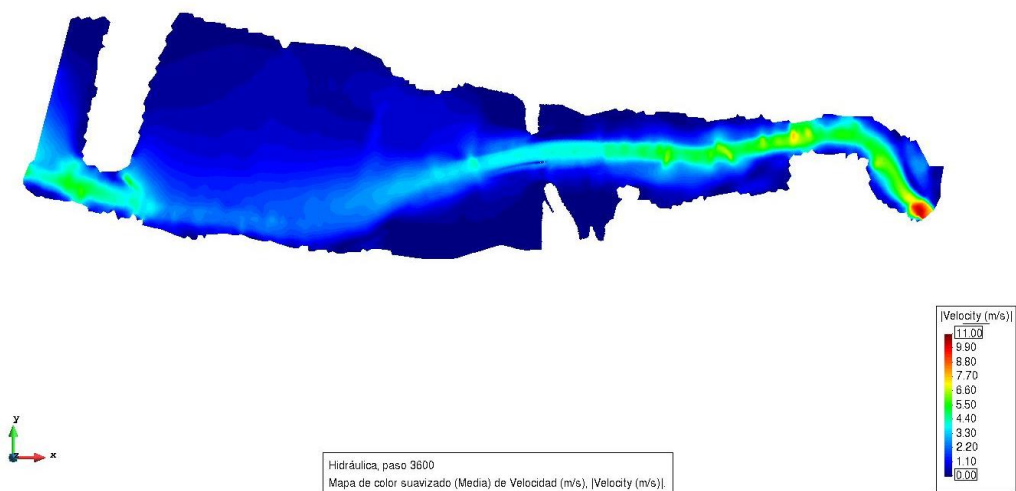 |Velocity (m/s)|
11.00
9.90
8.80
7.70
6.60
5.50
4.40
3.30
2.20
1.10
0.00
y
x
Hidráulica, paso 3600
Mapa de color suavizado (Media) de Velocidad (m/s), |Velocity (m/s)|.